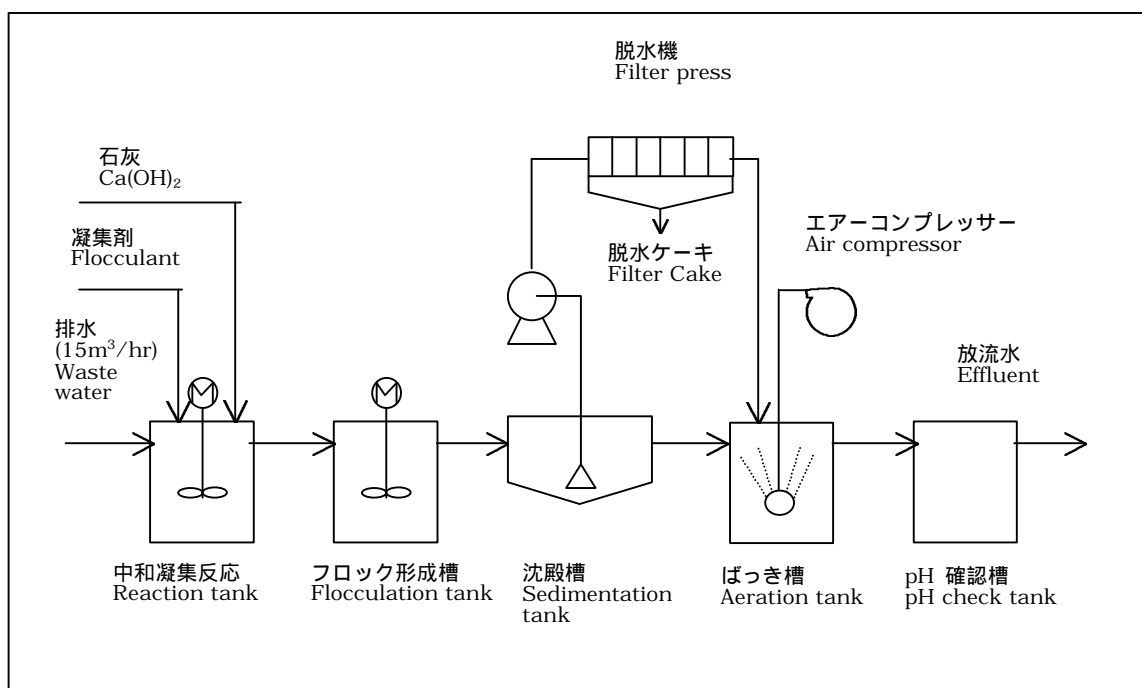 脱水機
Filter press
石灰
Ca(OH)₂
凝集剤
Flocculant
エアーコンプレッサー
Air compressor
脱水ケーキ
Filter Cake
排水
(15m³/hr)
Waste
water
放流水
Effluent
M
M
中和凝集反応
Reaction tank
フロック形成槽
Flocculation tank
沈殿槽
Sedimentation
tank
ばっき槽
Aeration tank
pH 確認槽
pH check tank